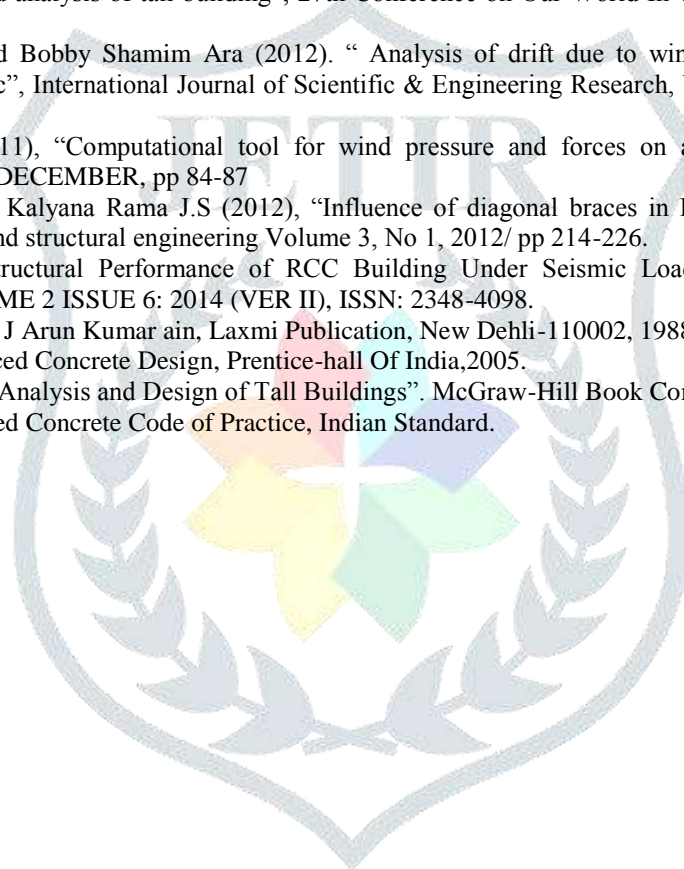 d analysis of tall building", 27th Conference on Our World in
d Bobby Shamim Ara (2012). “ Analysis of drift due to win
c”, International Journal of Scientific & Engineering Research,
11), “Computational tool for wind pressure and forces on a
DECEMBER, pp 84-87
Kalyana Rama J.S (2012), “Influence of diagonal braces in
nd structural engineering Volume 3, No 1, 2012/ pp 214-226.
tructural Performance of RCC Building Under Seismic Loa
ME 2 ISSUE 6: 2014 (VER II), ISSN: 2348-4098.
J Arun Kumar ain, Laxmi Publication, New Dehli-110002, 1988
ced Concrete Design, Prentice-hall Of India,2005.
Analysis and Design of Tall Buildings”. McGraw-Hill Book Co
ed Concrete Code of Practice, Indian Standard.
JETIR